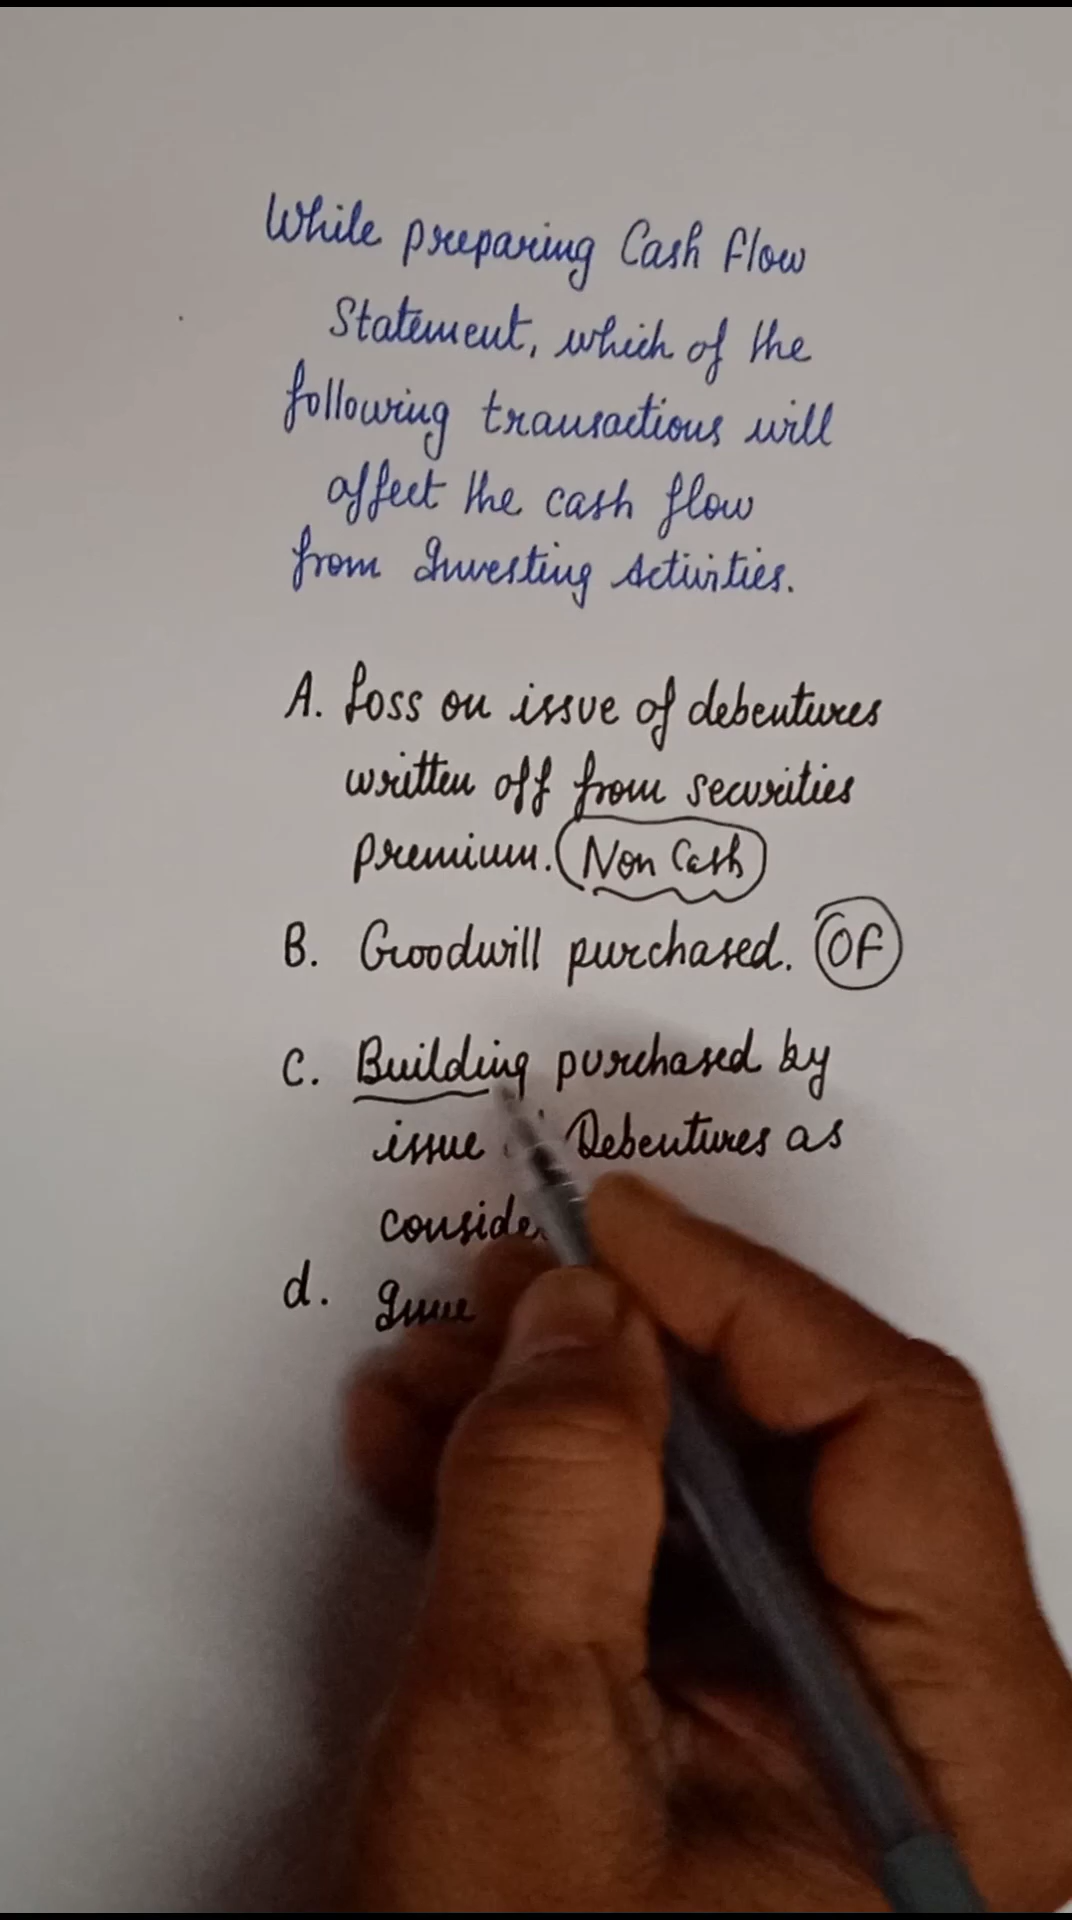 While preparing Cash flow
Statement, which of the
following transactions will
affect the cash flow
from Investing Activities.
A. Loss on issue of debentures
written off from securities
premium. (Non Cash)
B. Goodwill purchased. OF
C. Building purchased by
issue Debentures as
d.